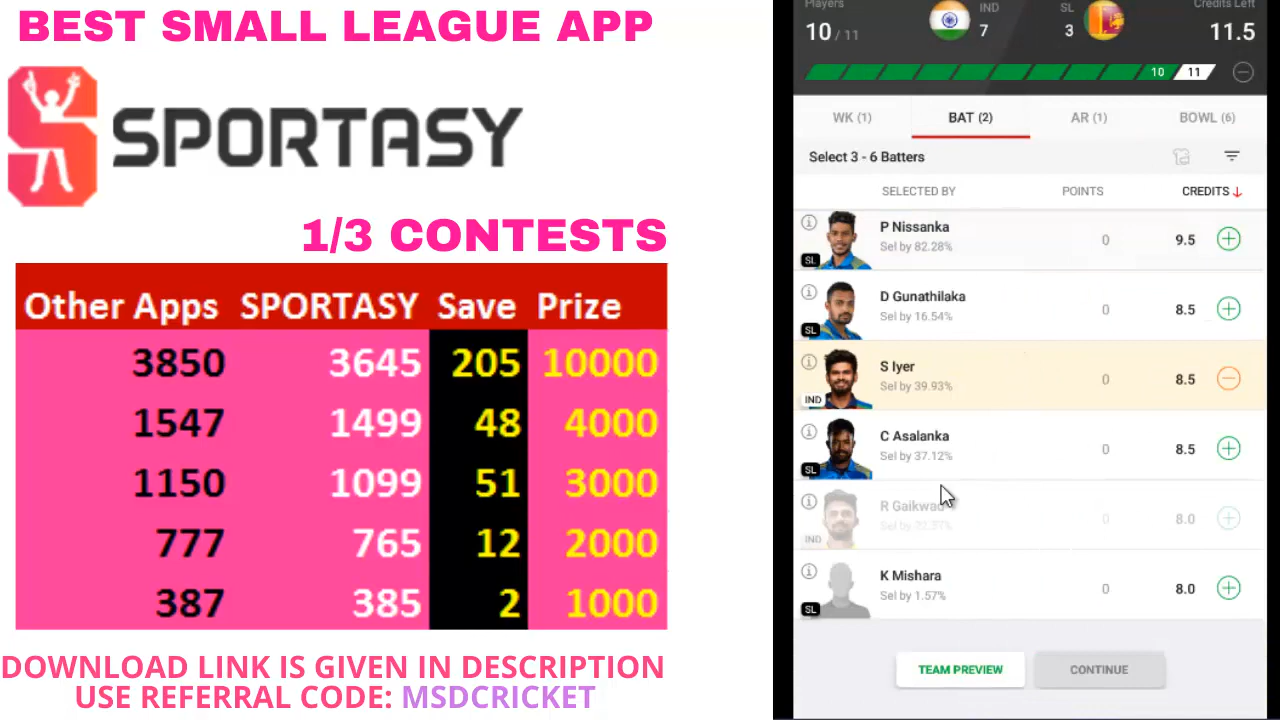 BEST SMALL LEAGUE APP
SPORTASY
1/3 CONTESTS
Other Apps SPORTASY Save Prize
3850 3645 205 10000
1547 1499 48 4000
1150 1099 51 3000
777 765 12 2000
387 385 2 1000
DOWNLOAD LINK IS GIVEN IN DESCRIPTION
USE REFERRAL CODE: MSDCRICKET
Players IND SL Credits Left
10 / 11 7 3 11.5
10 11
WK (1) BAT (2) AR (1) BOWL (6)
Select 3 - 6 Batters
SELECTED BY POINTS CREDITS
P Nissanka
Sel by 82.28% 0 9.5
SL
D Gunathilaka
Sel by 16.54% 0 8.5
SL
S Iyer
Sel by 39.93% 0 8.5
IND
C Asalanka
Sel by 37.12% 0 8.5
SL
R Gaikwad
Sel by 0 8.0
IND
K Mishara
Sel by 1.57% 0 8.0
SL
TEAM PREVIEW CONTINUE